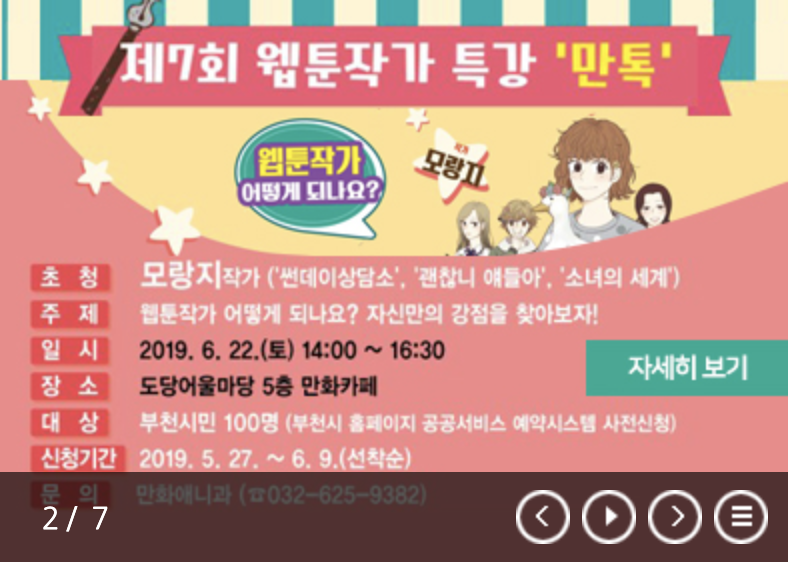 제7회 웹툰작가 특강 '만톡'
웹툰작가
어떻게 되나요?
작가
모랑지
초 청 모랑지작가 ('썬데이상담소', '괜찮니 얘들아', '소녀의 세계')
주 제 웹툰작가 어떻게 되나요? 자신만의 강점을 찾아보자!
일 시 2019. 6. 22.(토) 14:00 ~ 16:30
자세히 보기
장 소 도당어울마당 5층 만화카페
대 상 부천시민 100명 (부천시 홈페이지 공공서비스 예약시스템 사전신청)
신청기간 2019. 5. 27. ~ 6. 9.(선착순)
문 의 만화애니과 (☎032-625-9382)
2 / 7